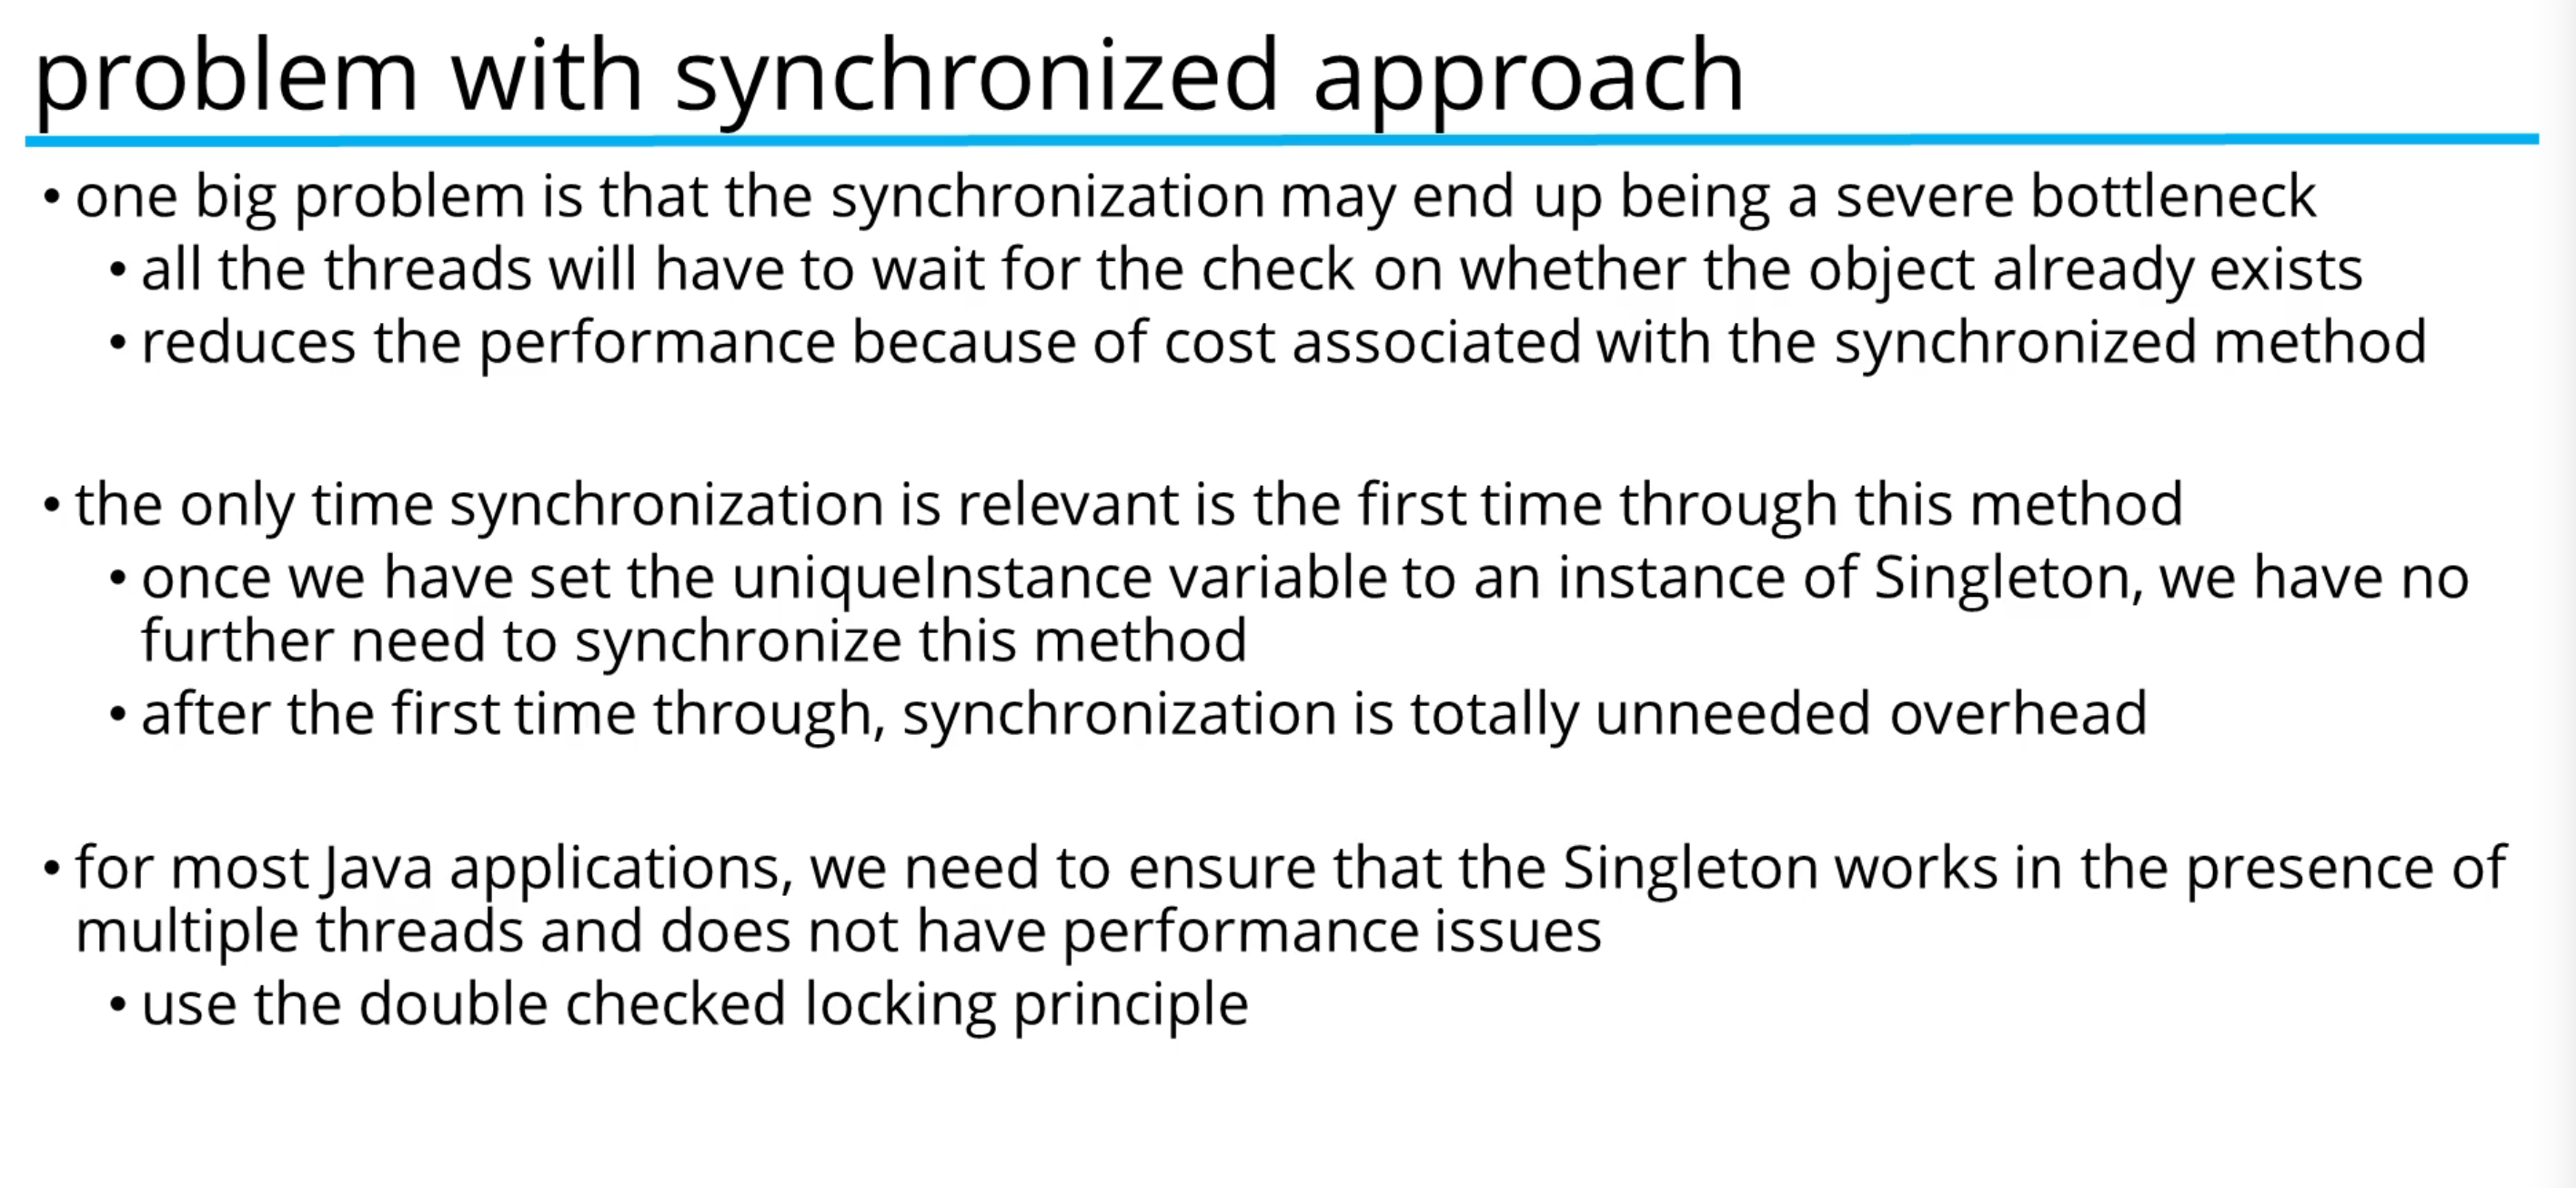 problem with synchronized approach
• one big problem is that the synchronization may end up being a severe bottleneck
• all the threads will have to wait for the check on whether the object already exists
• reduces the performance because of cost associated with the synchronized method
• the only time synchronization is relevant is the first time through this method
• once we have set the uniqueInstance variable to an instance of Singleton, we have no
further need to synchronize this method
• after the first time through, synchronization is totally unneeded overhead
• for most Java applications, we need to ensure that the Singleton works in the presence of
multiple threads and does not have performance issues
• use the double checked locking principle